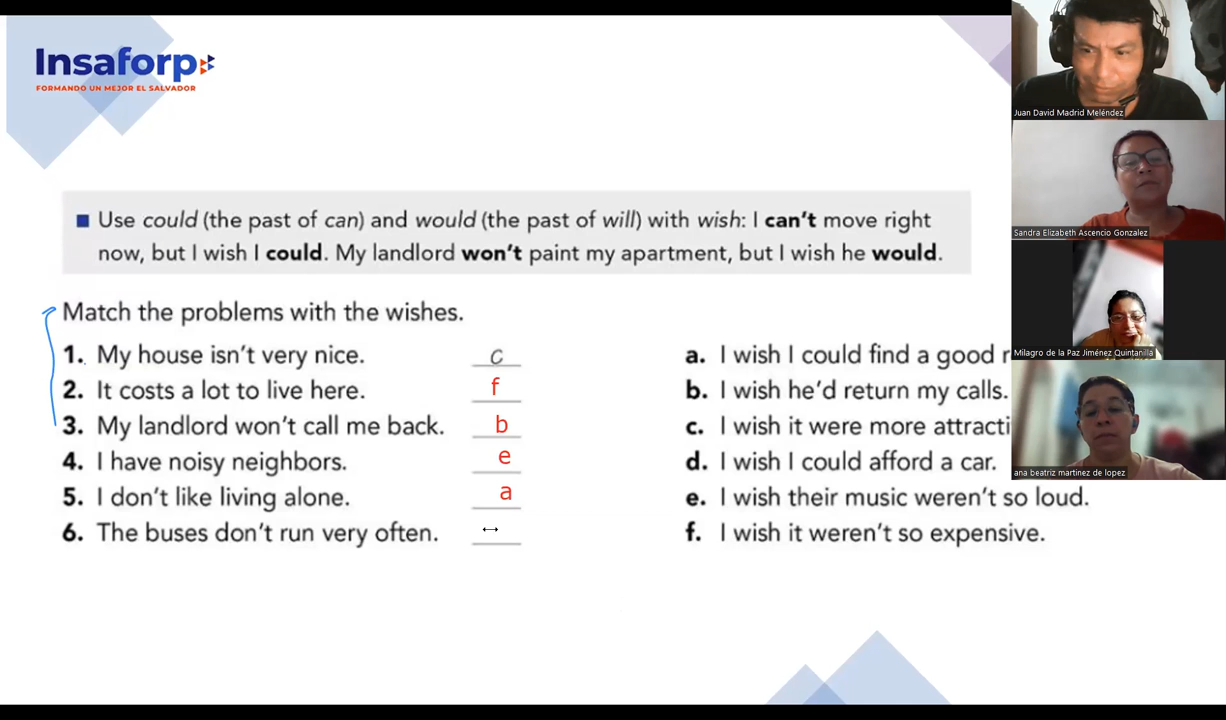 Insaforp
FORMANDO UN MEJOR EL SALVADOR
Use could (the past of can) and would (the past of will) with wish: I can't move right
now, but I wish I could. My landlord won't paint my apartment, but I wish he would.
Match the problems with the wishes.
1. My house isn't very nice. c
2. It costs a lot to live here. f
3. My landlord won't call me back. b
4. I have noisy neighbors. e
5. I don't like living alone. a
6. The buses don't run very often.
a. I wish I could find a good
b. I wish he'd return my calls.
c. I wish it were more
d. I wish I could afford a car.
e. I wish their music weren't so loud.
f. I wish it weren't so expensive.
Juan David Madrid Meléndez
Sandra Elizabeth Ascencio Gonzalez
Milagro de la Paz Jiménez Quintanilla
ana beatriz martinez de lopez